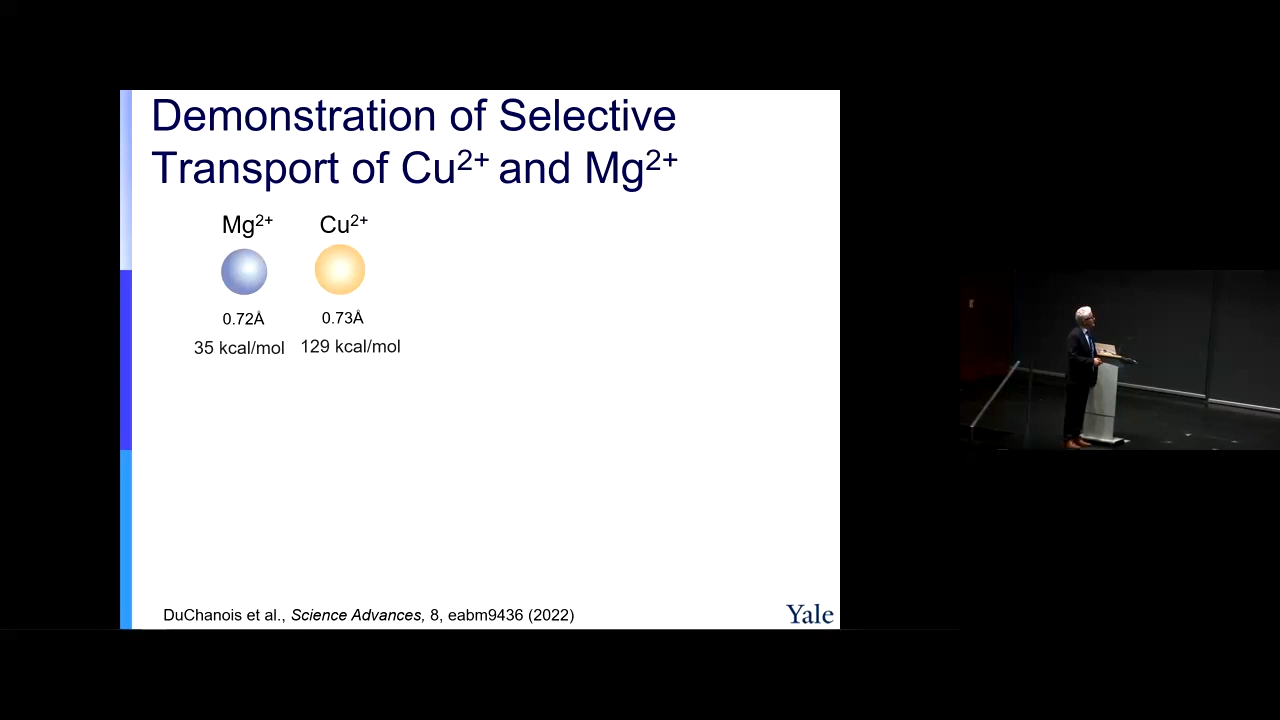 Demonstration of Selective
Transport of Cu²⁺ and Mg²⁺
Mg²⁺ Cu²⁺
0.72Å 0.73Å
35 kcal/mol 129 kcal/mol
DuChanois et al., Science Advances, 8, eabm9436 (2022)
Yale